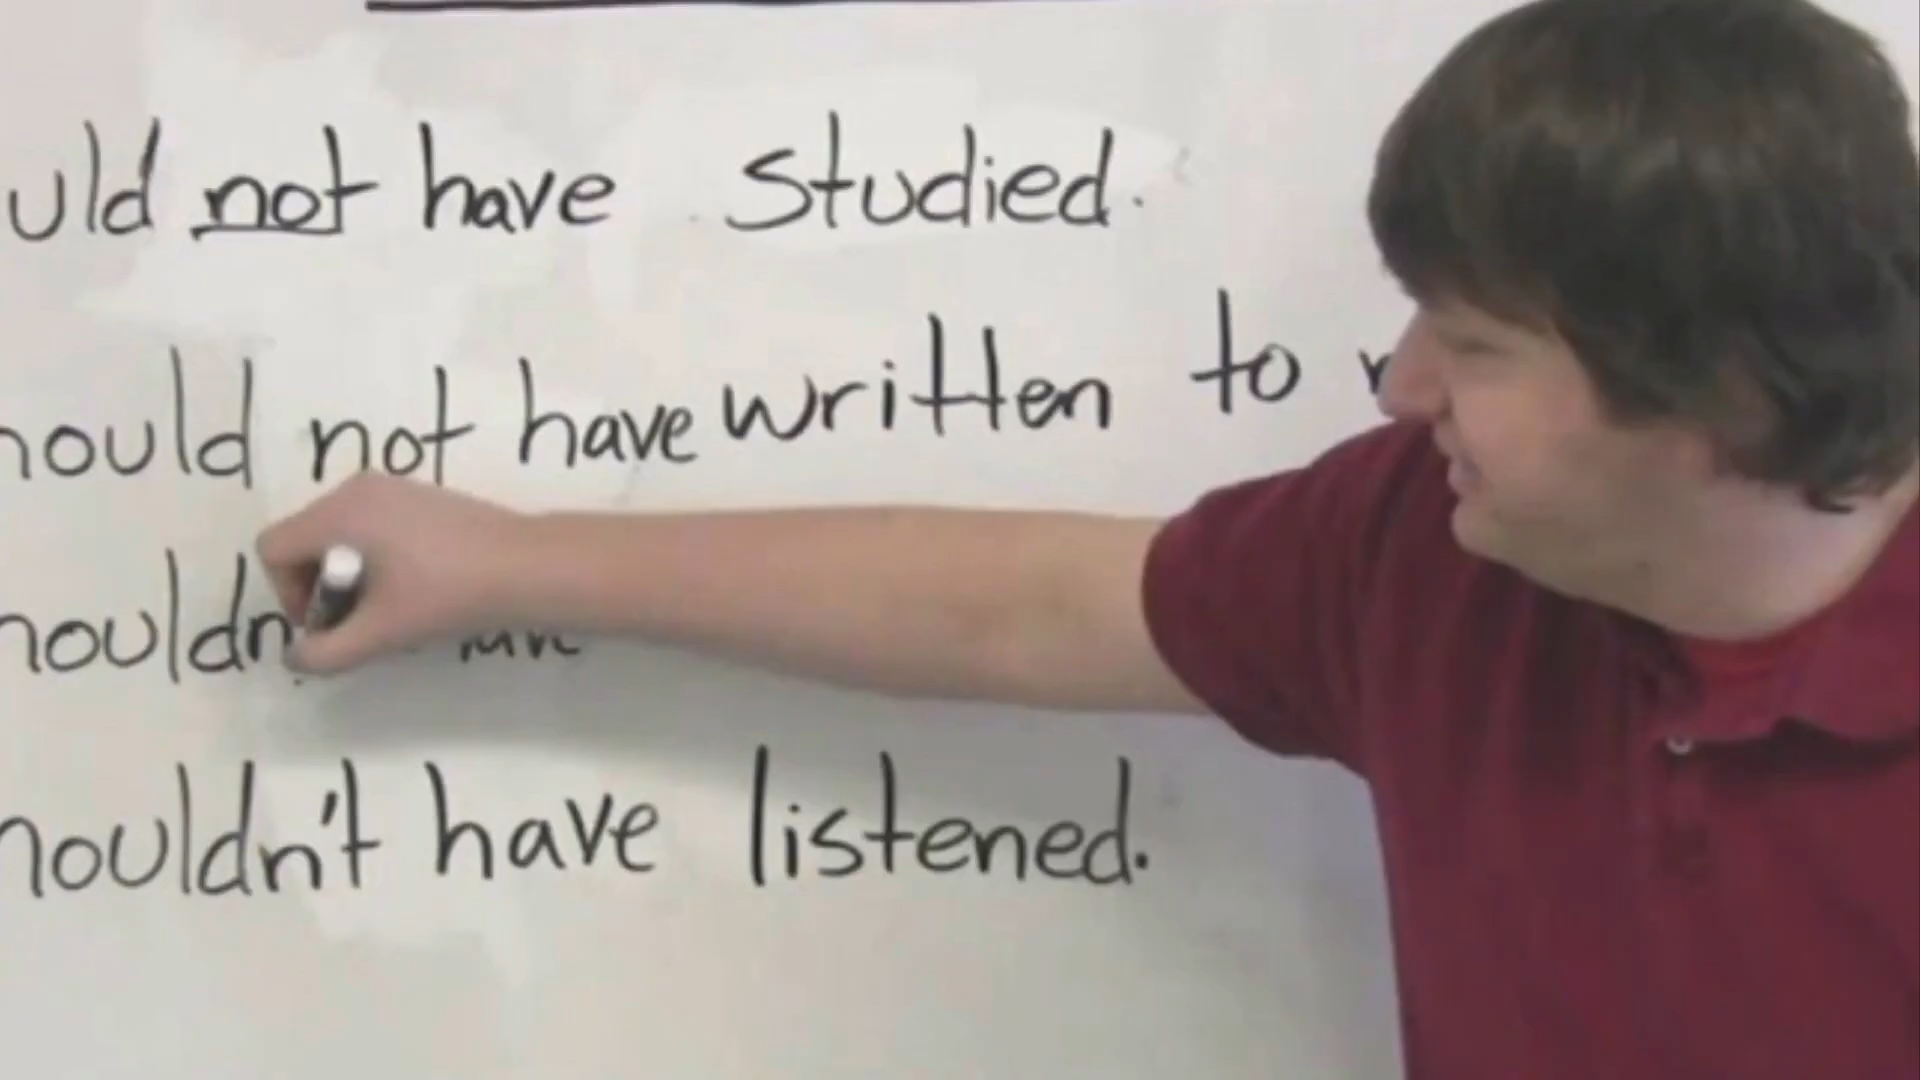 uld not have studied.
hould not have written to
houldn
houldn't have listened.